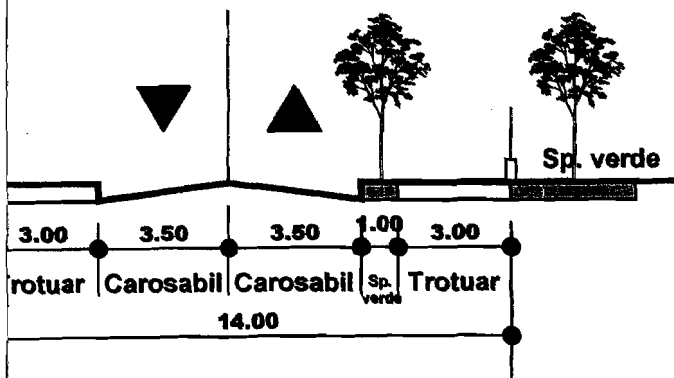 Sp. verde
3.00 3.50 3.50 1.00 3.00
rotuar Carosabil Carosabil Sp. verde Trotuar
14.00